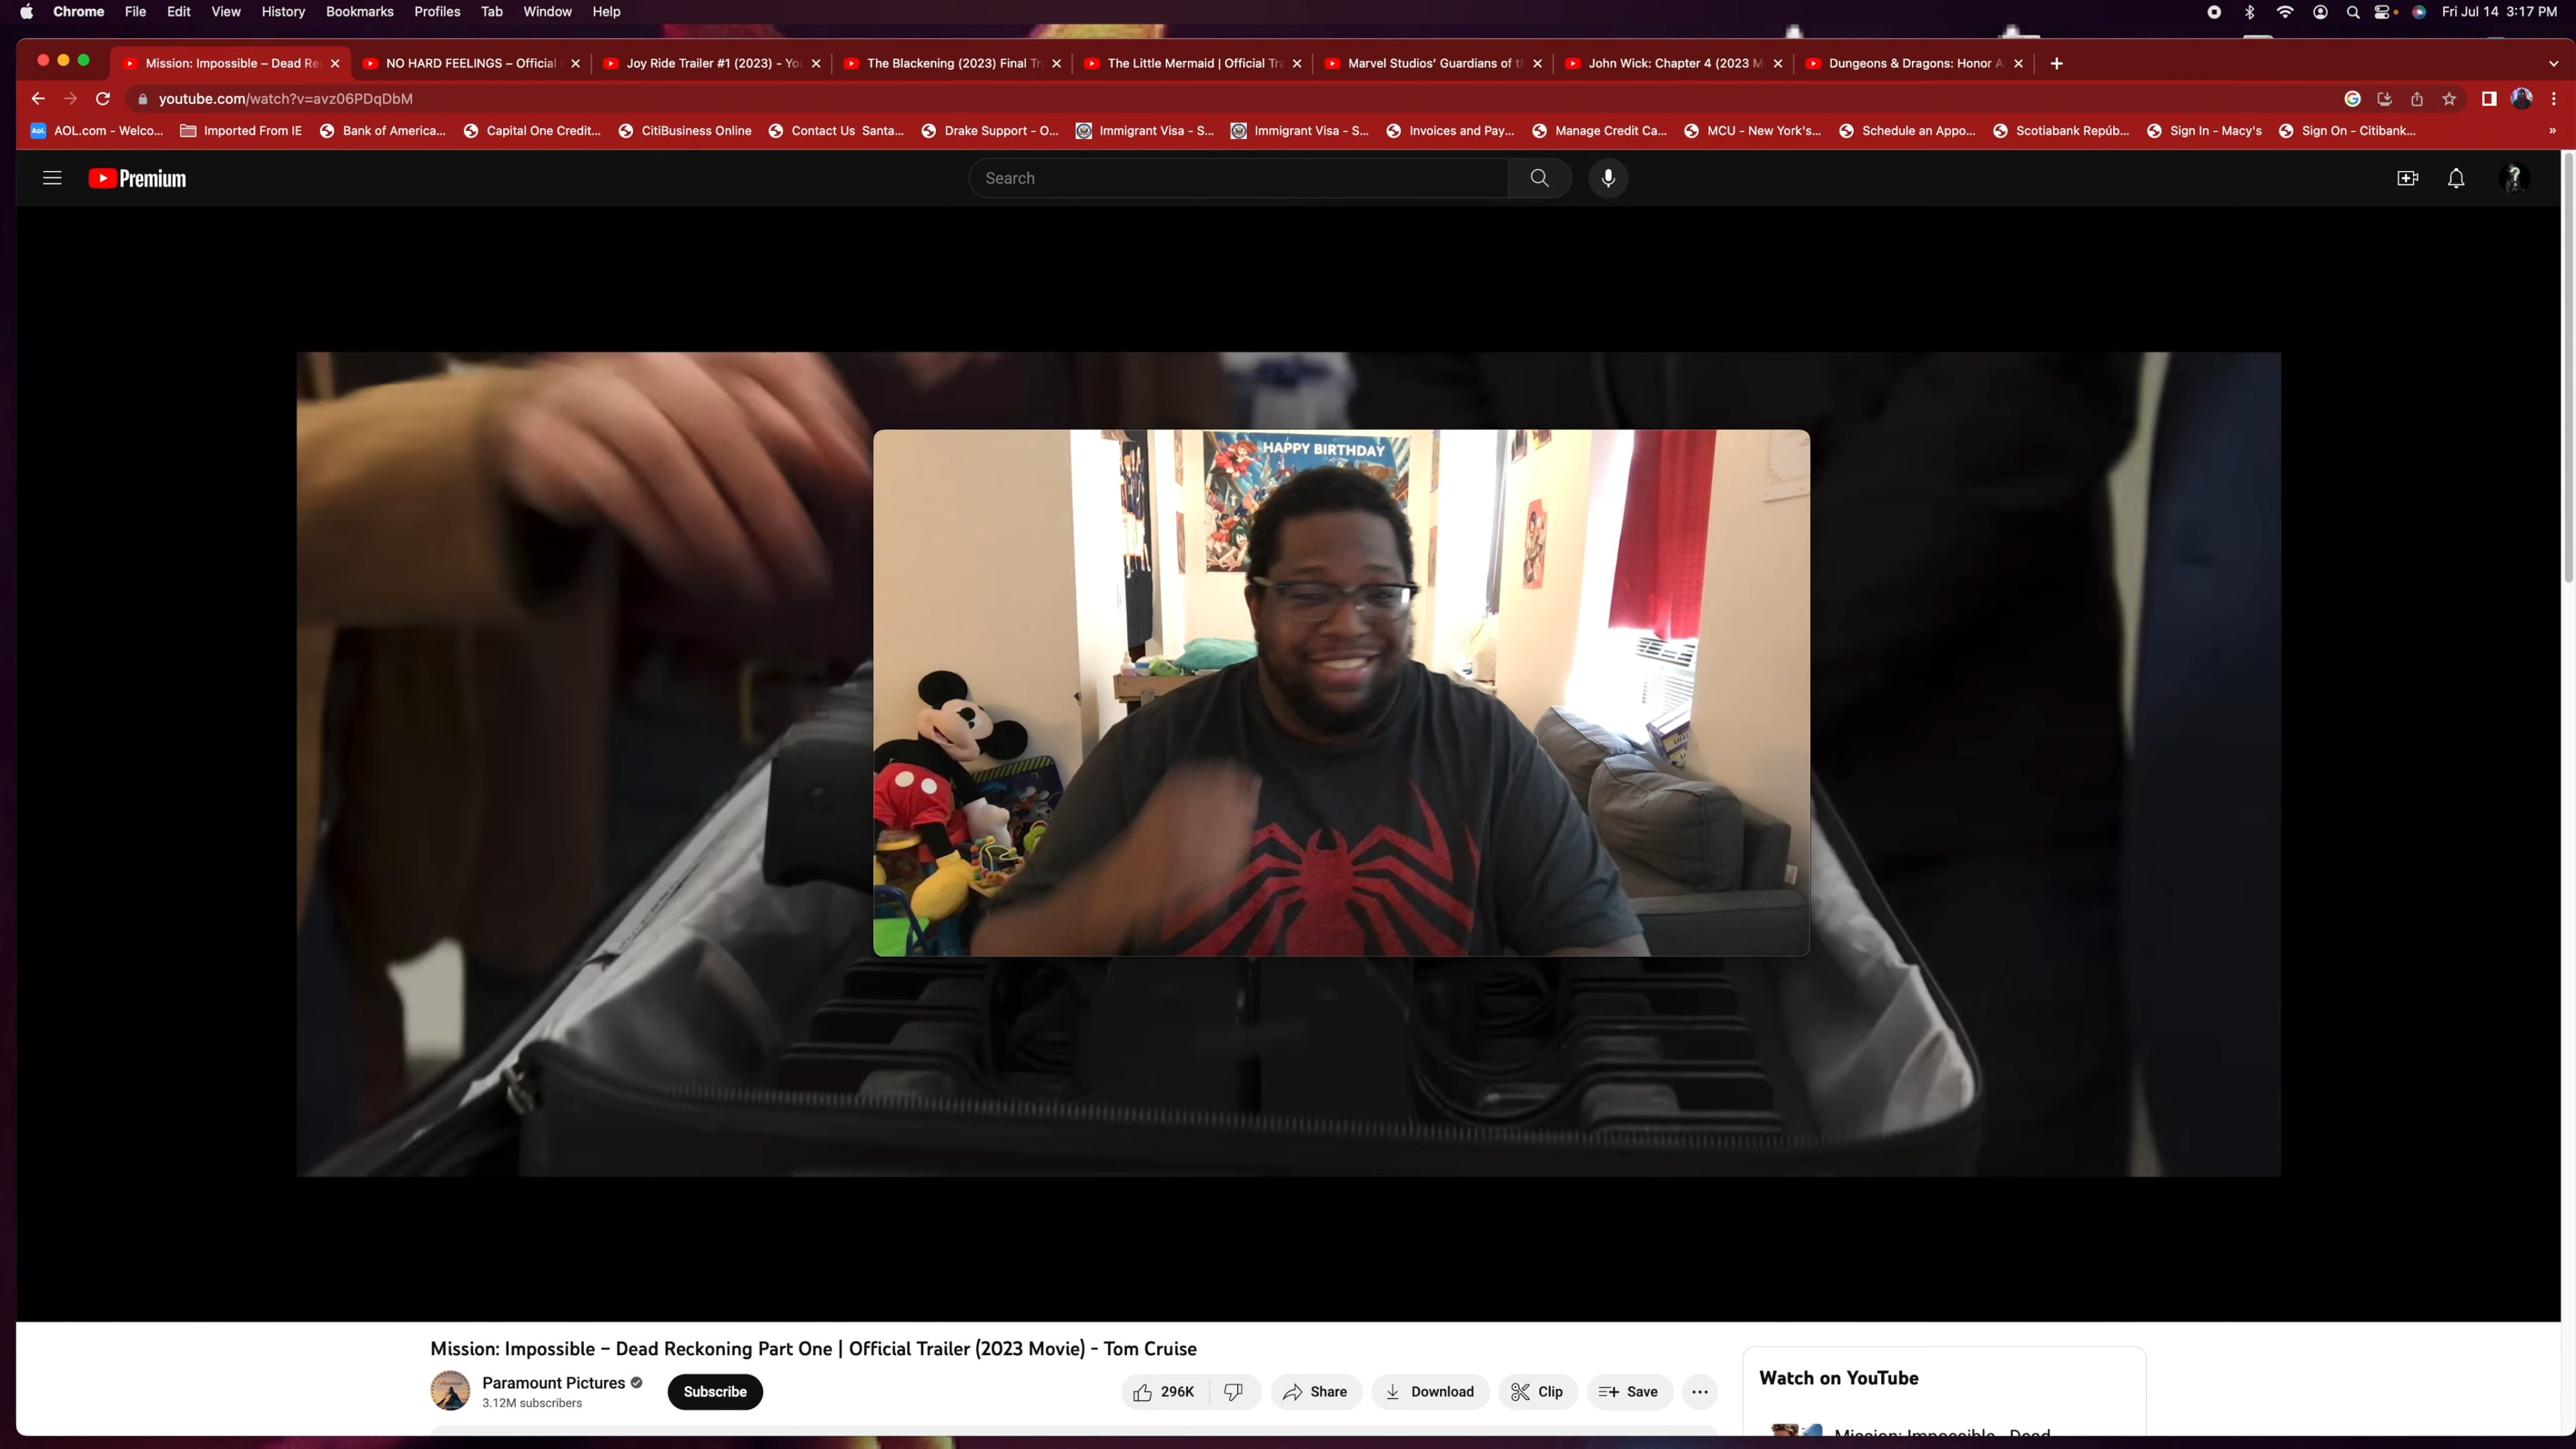 Chrome File Edit View History Bookmarks Profiles Tab Window Help Fri Jul 14 3:17 PM
Mission: Impossible – Dead Re NO HARD FEELINGS – Official Joy Ride Trailer #1 (2023) - Yo The Blackening (2023) Final Tr The Little Mermaid | Official Tra Marvel Studios' Guardians of t John Wick: Chapter 4 (2023 M Dungeons & Dragons: Honor A
youtube.com/watch?v=avz06PDqDbM
Aol. AOL.com - Welco... Imported From IE Bank of America... Capital One Credit... CitiBusiness Online Contact Us Santa... Drake Support - O... Immigrant Visa - S... Immigrant Visa - S... Invoices and Pay... Manage Credit Ca... MCU - New York's... Schedule an Appo... Scotiabank Repúb... Sign In - Macy's Sign On - Citibank... »
Premium Search
HAPPY BIRTHDAY
Mission: Impossible – Dead Reckoning Part One | Official Trailer (2023 Movie) - Tom Cruise
Paramount Pictures
3.12M subscribers
Subscribe 296K Share Download Clip Save
Watch on YouTube
Mission: Impossible - Dead